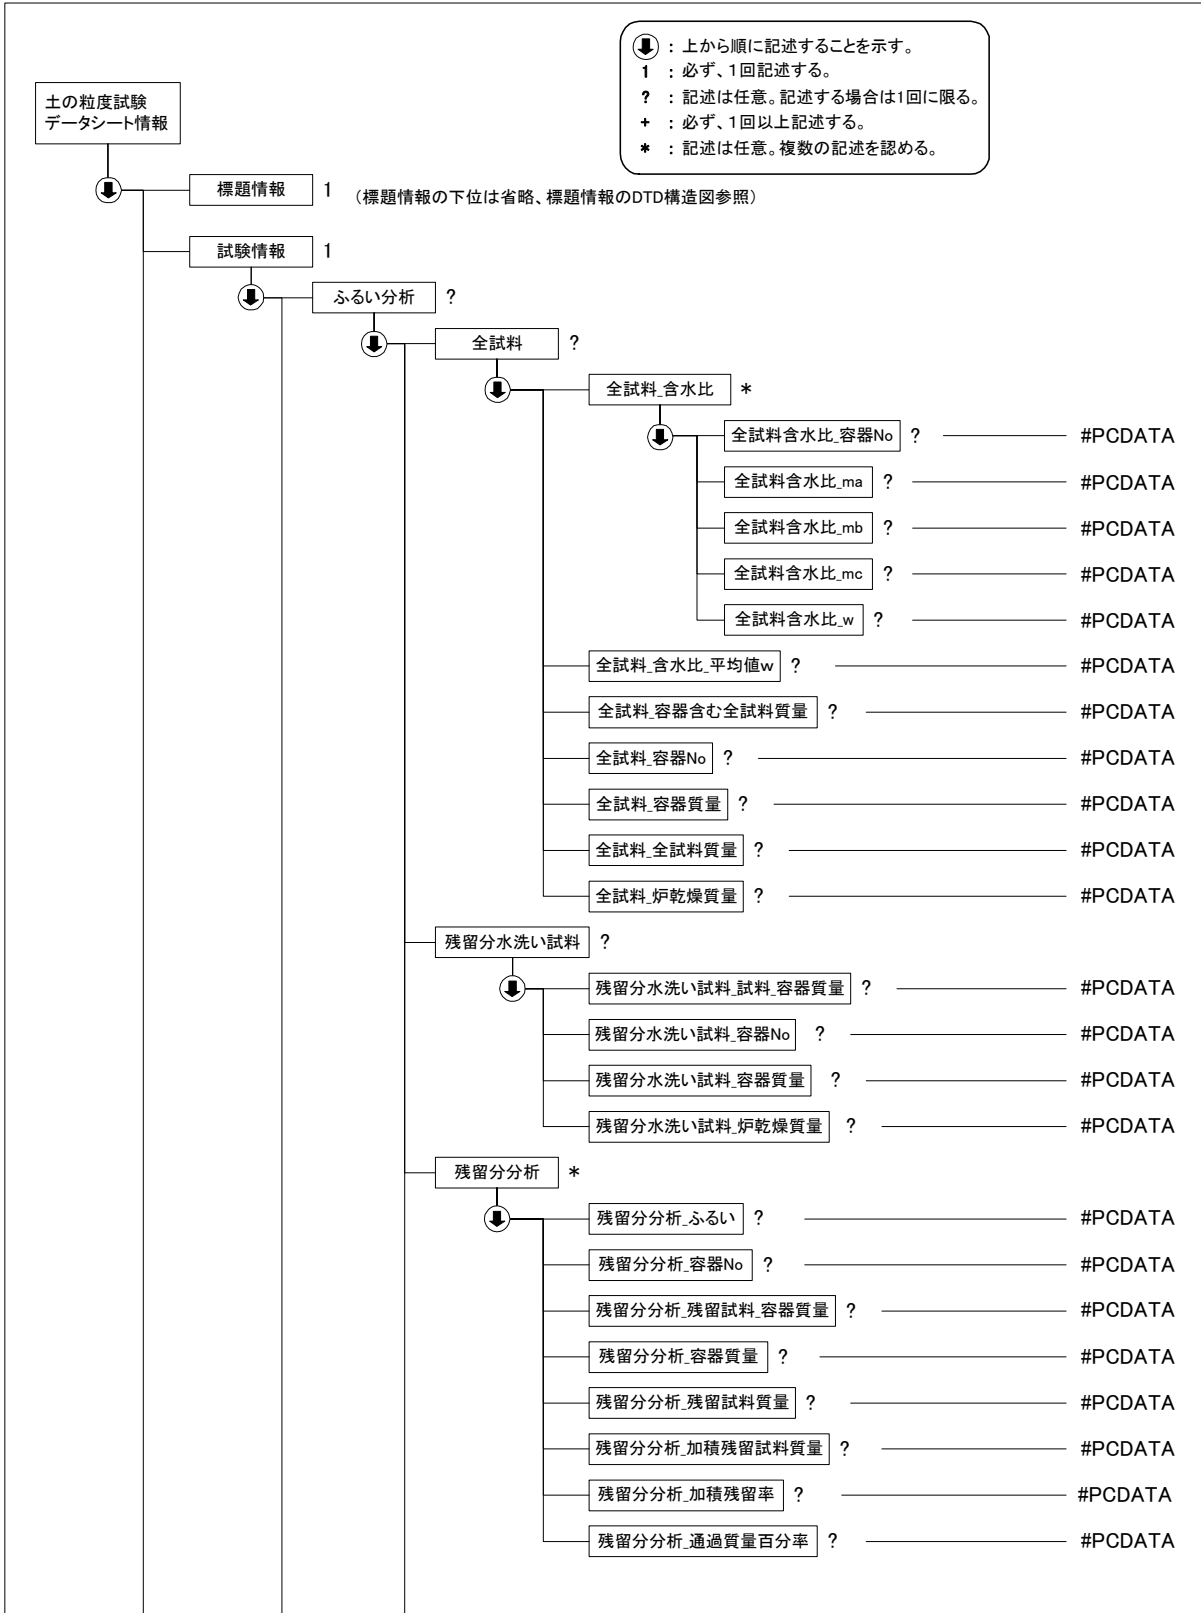 ：上から順に記述することを示す。
1 ：必ず、1回記述する。
? ：記述は任意。記述する場合は1回に限る。
+ ：必ず、1回以上記述する。
* ：記述は任意。複数の記述を認める。
土の粒度試験
データシート情報
標題情報 1 （標題情報の下位は省略、標題情報のDTD構造図参照）
試験情報 1
ふるい分析 ?
全試料 ?
全試料_含水比 *
全試料含水比_容器No ? #PCDATA
全試料含水比_ma ? #PCDATA
全試料含水比_mb ? #PCDATA
全試料含水比_mc ? #PCDATA
全試料含水比_w ? #PCDATA
全試料_含水比_平均値w ? #PCDATA
全試料_容器含む全試料質量 ? #PCDATA
全試料_容器No ? #PCDATA
全試料_容器質量 ? #PCDATA
全試料_全試料質量 ? #PCDATA
全試料_炉乾燥質量 ? #PCDATA
残留分水洗い試料 ?
残留分水洗い試料_試料_容器質量 ? #PCDATA
残留分水洗い試料_容器No ? #PCDATA
残留分水洗い試料_容器質量 ? #PCDATA
残留分水洗い試料_炉乾燥質量 ? #PCDATA
残留分分析 *
残留分分析_ふるい ? #PCDATA
残留分分析_容器No ? #PCDATA
残留分分析_残留試料_容器質量 ? #PCDATA
残留分分析_容器質量 ? #PCDATA
残留分分析_残留試料質量 ? #PCDATA
残留分分析_加積残留試料質量 ? #PCDATA
残留分分析_加積残留率 ? #PCDATA
残留分分析_通過質量百分率 ? #PCDATA